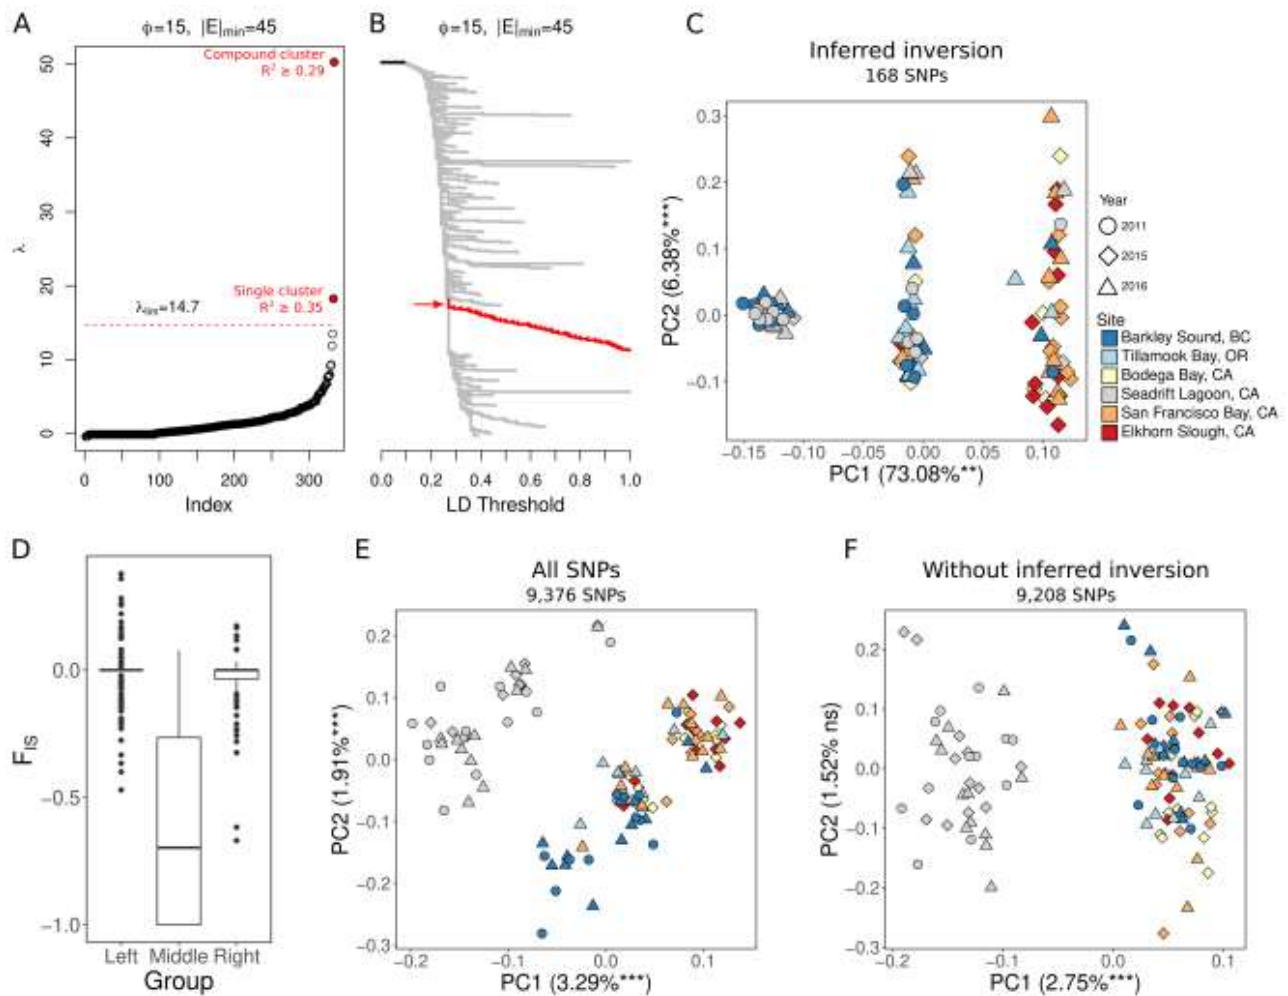 A
ϕ=15, |E|min=45
Compound cluster
R² ≥ 0.29
Single cluster
R² ≥ 0.35
λlim=14.7
λ
0
10
20
30
40
50
0
100
200
300
Index
B
ϕ=15, |E|min=45
0.0
0.2
0.4
0.6
0.8
1.0
LD Threshold
C
Inferred inversion
168 SNPs
PC2 (6.38%***)
0.3
0.2
0.1
0.0
−0.1
−0.15
−0.10
−0.05
0.00
0.05
0.10
PC1 (73.08%**)
Year
2011
2015
2016
Site
Barkley Sound, BC
Tillamook Bay, OR
Bodega Bay, CA
Seadrift Lagoon, CA
San Francisco Bay, CA
Elkhorn Slough, CA
D
FIS
0.0
−0.5
−1.0
Left Middle Right
Group
E
All SNPs
9,376 SNPs
PC2 (1.91%***)
0.2
0.1
0.0
−0.1
−0.2
−0.3
−0.2
−0.1
0.0
0.1
PC1 (3.29%***)
F
Without inferred inversion
9,208 SNPs
PC2 (1.52% ns)
0.2
0.1
0.0
−0.1
−0.2
−0.3
−0.2
−0.1
0.0
0.1
PC1 (2.75%***)